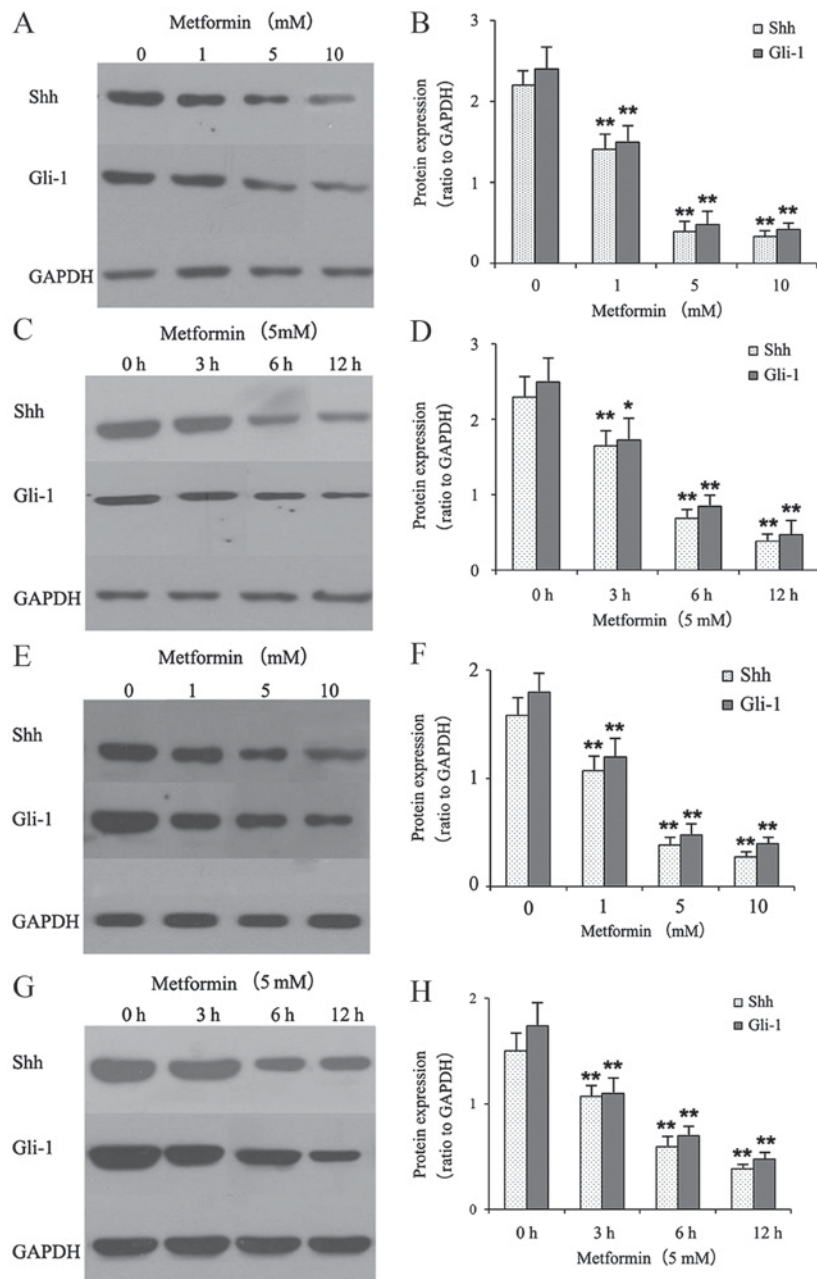 A
Metformin (mM)
0 1 5 10
Shh
Gli-1
GAPDH
B
Shh
Gli-1
Protein expression
(ratio to GAPDH)
3
2
1
0
** **
** **
** **
0 1 5 10
Metformin (mM)
C
Metformin (5mM)
0 h 3 h 6 h 12 h
Shh
Gli-1
GAPDH
D
Shh
Gli-1
Protein expression
(ratio to GAPDH)
3
2
1
0
** *
** **
** **
0 h 3 h 6 h 12 h
Metformin (5 mM)
E
Metformin (mM)
0 1 5 10
Shh
Gli-1
GAPDH
F
Shh
Gli-1
Protein expression
(ratio to GAPDH)
2
1
0
** **
** **
** **
0 1 5 10
Metformin (mM)
G
Metformin (5 mM)
0 h 3 h 6 h 12 h
Shh
Gli-1
GAPDH
H
Shh
Gli-1
Protein expression
(ratio to GAPDH)
2
1
0
** **
** **
** **
0 h 3 h 6 h 12 h
Metformin (5 mM)